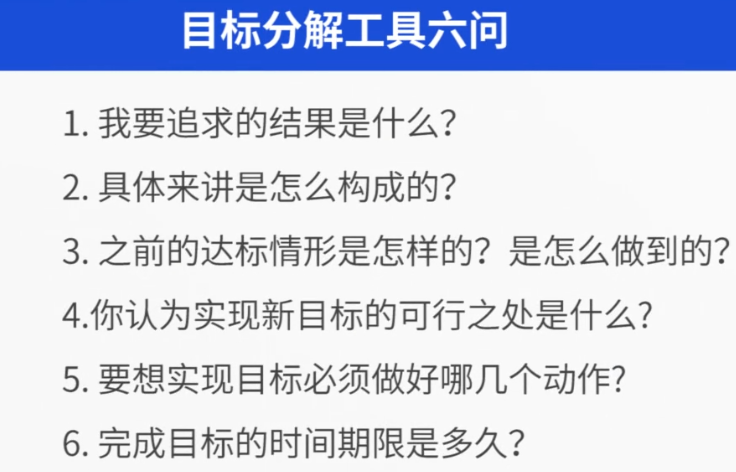 目标分解工具六问
1. 我要追求的结果是什么？
2. 具体来讲是怎么构成的？
3. 之前的达标情形是怎样的？是怎么做到的？
4.你认为实现新目标的可行之处是什么?
5. 要想实现目标必须做好哪几个动作?
6. 完成目标的时间期限是多久？